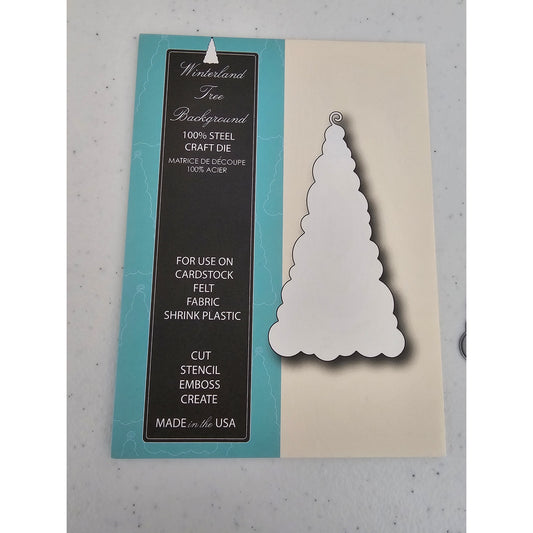 Winterland
Tree
Background
100% STEEL
CRAFT DIE
MATRICE DE DÉCOUPE
100% ACIER
FOR USE ON
CARDSTOCK
FELT
FABRIC
SHRINK PLASTIC
CUT
STENCIL
EMBOSS
CREATE
MADE in the USA